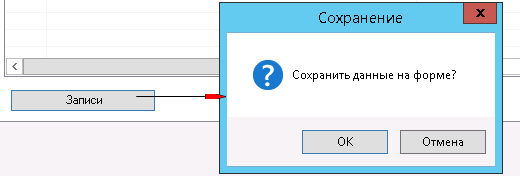 Сохранение
Сохранить данные на форме?
Записи
OK
Отмена